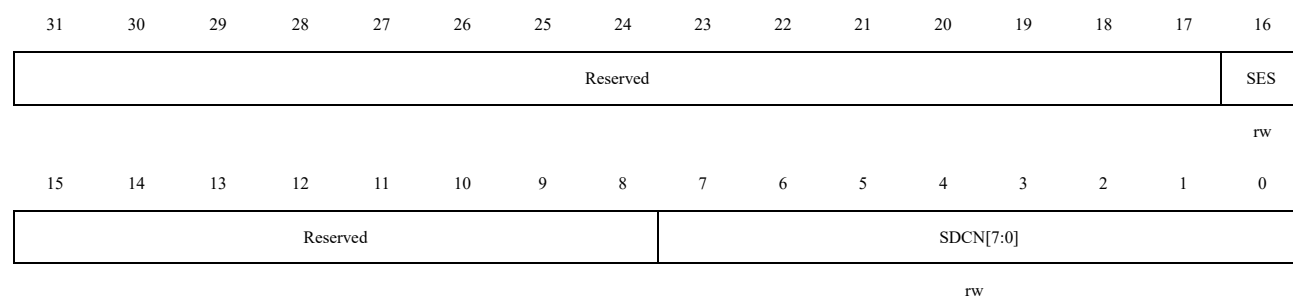 31 30 29 28 27 26 25 24 23 22 21 20 19 18 17 16
Reserved SES
rw
15 14 13 12 11 10 9 8 7 6 5 4 3 2 1 0
Reserved SDCN[7:0]
rw